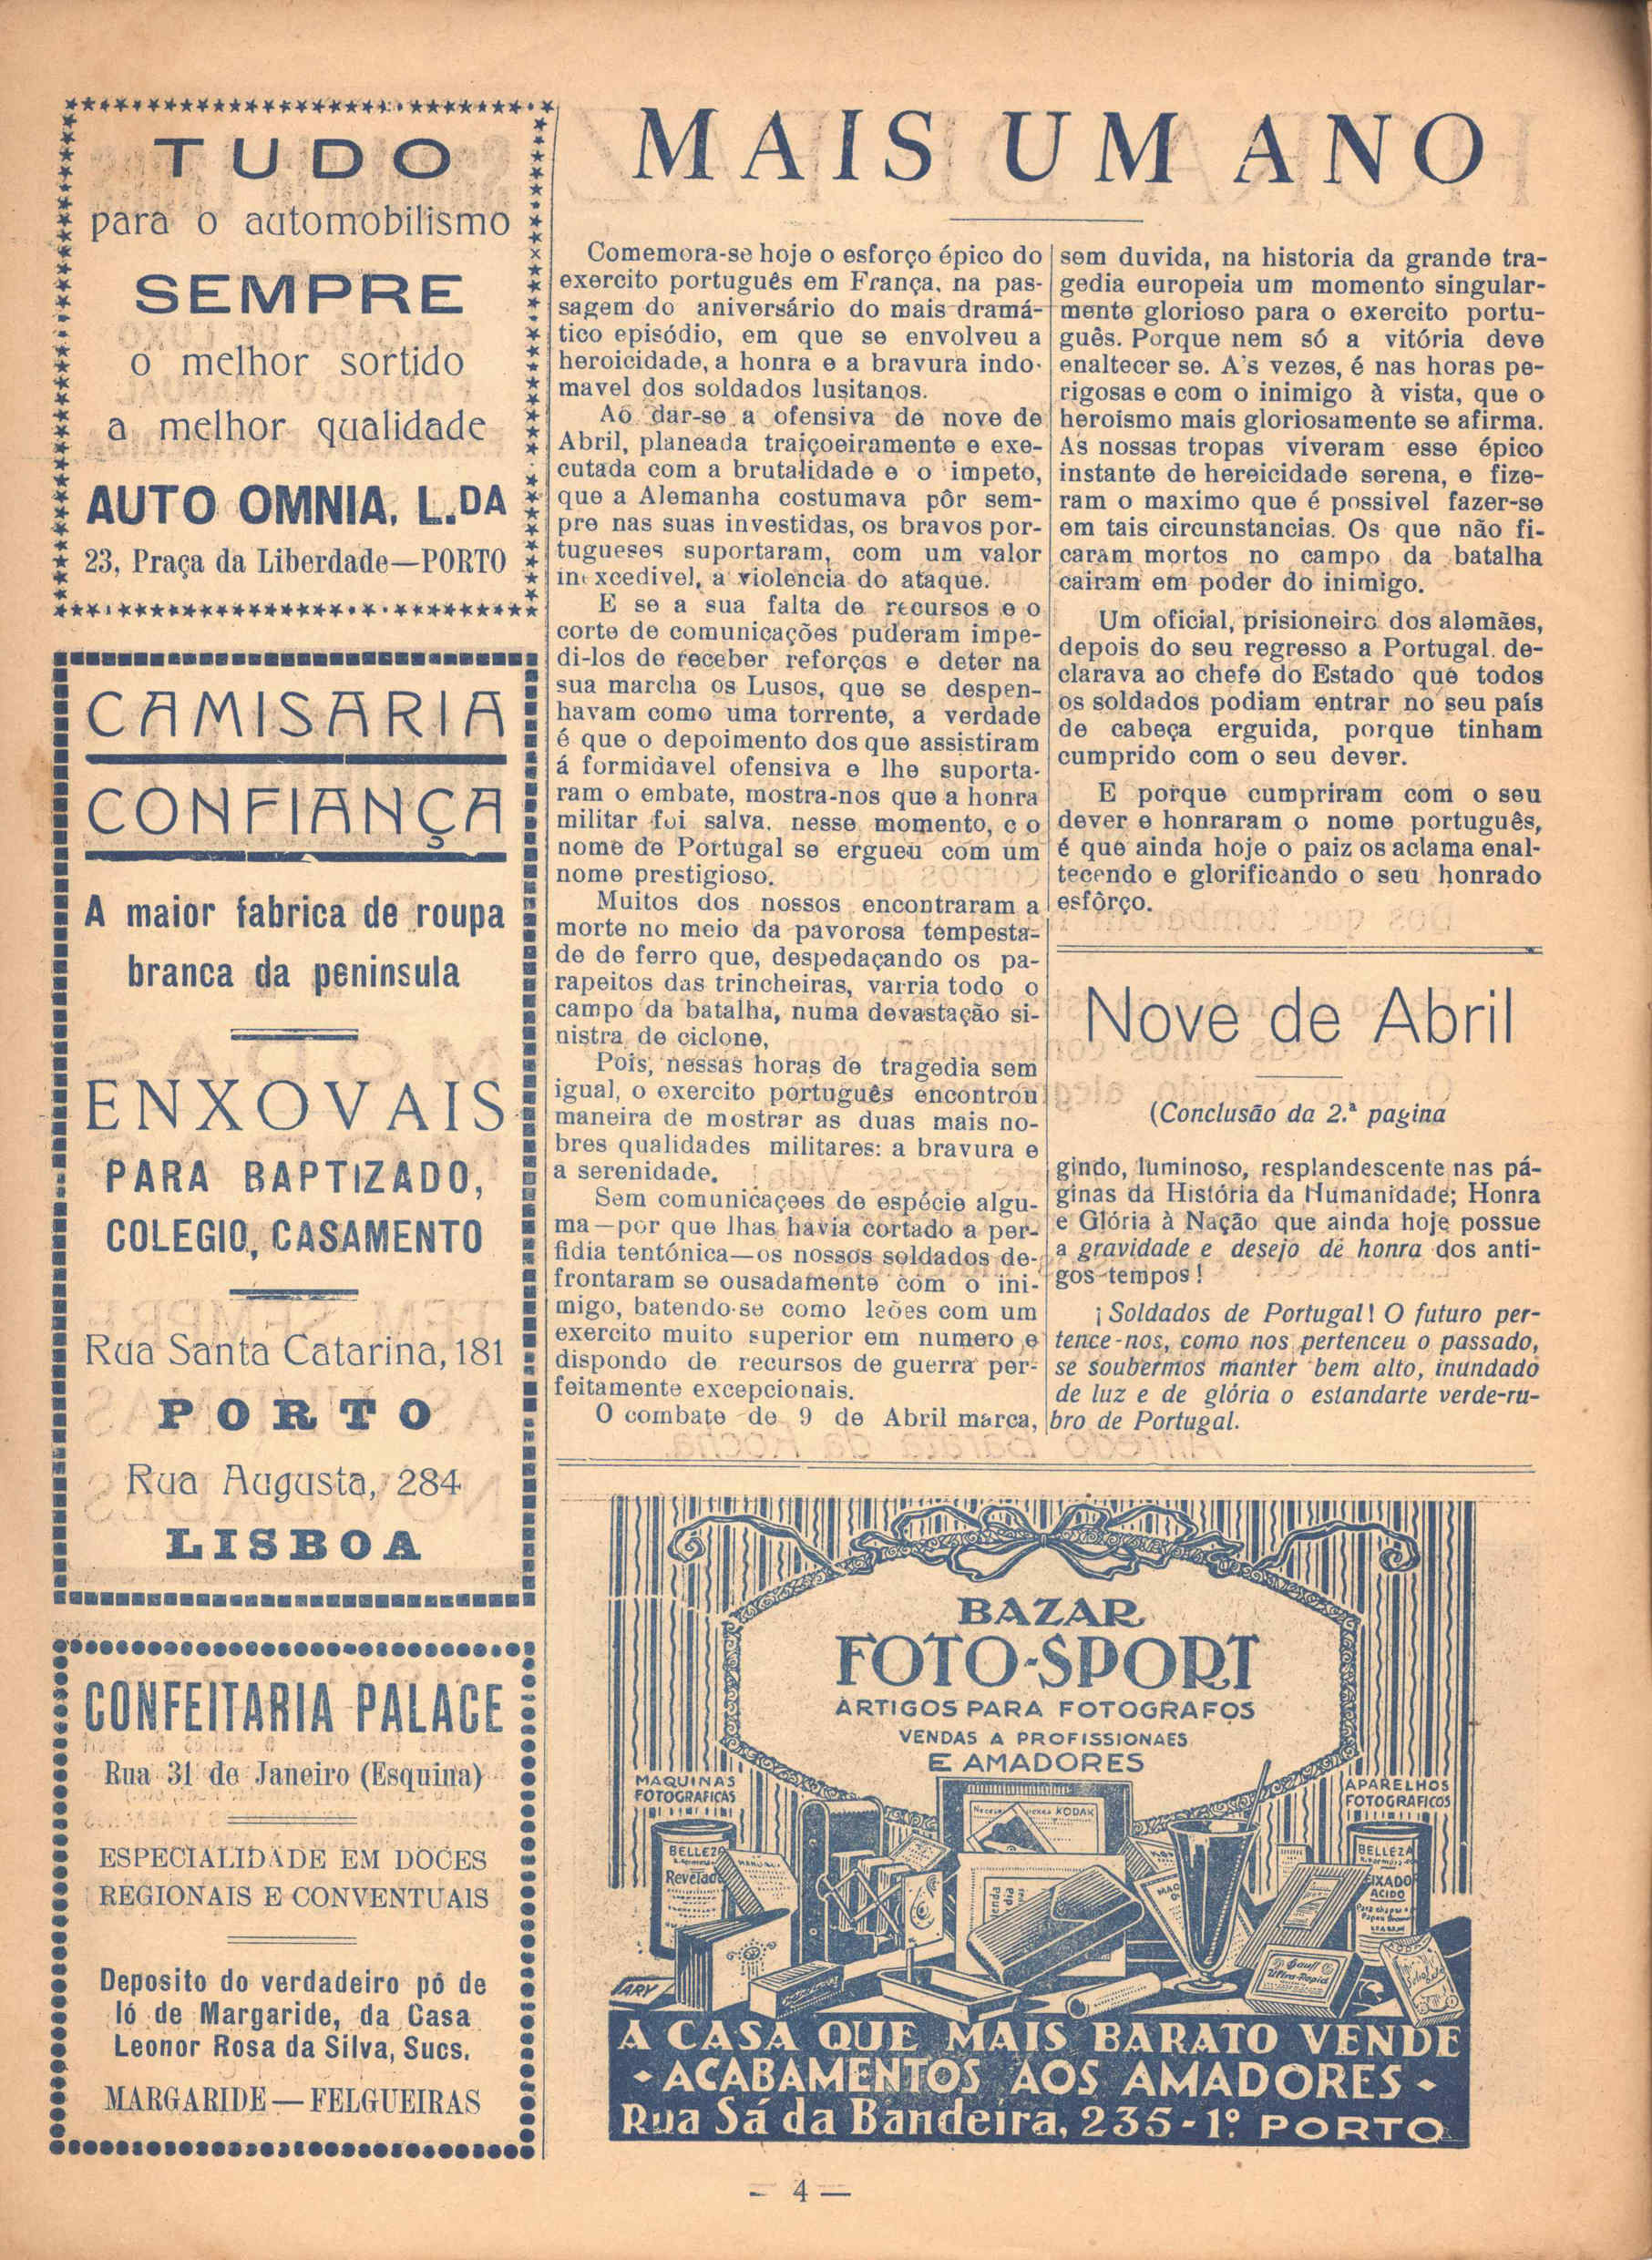 TUDO
para o automobilismo
SEMPRE
o melhor sortido
a melhor qualidade
AUTO OMNIA, L.DA
23, Praça da Liberdade—PORTO
CAMISARIA
CONFIANÇA
A maior fabrica de roupa
branca da peninsula
ENXOVAIS
PARA BAPTIZADO,
COLEGIO, CASAMENTO
Rua Santa Catarina, 181
PORTO
Rua Augusta, 284
LISBOA
CONFEITARIA PALACE
Rua 31 de Janeiro (Esquina)
ESPECIALIDADE EM DOCES
REGIONAIS E CONVENTUAIS
Deposito do verdadeiro pó de
ló de Margaride, da Casa
Leonor Rosa da Silva, Sucs.
MARGARIDE — FELGUEIRAS
MAIS UM ANO
Comemora-se hoje o esforço épico do
exercito português em França, na pas-
sagem do aniversário do mais dramá-
tico episódio, em que se envolveu a
heroicidade, a honra e a bravura indo-
mavel dos soldados lusitanos.
Ao dar-se a ofensiva de nove de
Abril, planeada traiçoeiramente e exe-
cutada com a brutalidade e o impeto,
que a Alemanha costumava pôr sem-
pre nas suas investidas, os bravos por-
tugueses suportaram, com um valor
inexcedivel, a violencia do ataque.
E se a sua falta de recursos e o
corte de comunicações puderam impe-
di-los de receber reforços e deter na
sua marcha os Lusos, que se despen-
havam como uma torrente, a verdade
é que o depoimento dos que assistiram
á formidavel ofensiva e lhe suporta-
ram o embate, mostra-nos que a honra
militar foi salva, nesse momento, e o
nome de Portugal se ergueu com um
nome prestigioso.
Muitos dos nossos encontraram a
morte no meio da pavorosa tempesta-
de de ferro que, despedaçando os pa-
rapeitos das trincheiras, varria todo o
campo da batalha, numa devastação si-
nistra de ciclone,
Pois, nessas horas de tragedia sem
igual, o exercito português encontrou
maneira de mostrar as duas mais no-
bres qualidades militares: a bravura e
a serenidade.
Sem comunicaçees de espécie algu-
ma—por que lhas havia cortado a per-
fidia tentónica—os nossos soldados de-
frontaram se ousadamente com o ini-
migo, batendo-se como leões com um
exercito muito superior em numero e
dispondo de recursos de guerra per-
feitamente excepcionais.
O combate de 9 de Abril marca,
sem duvida, na historia da grande tra-
gedia europeia um momento singular-
mente glorioso para o exercito portu-
guês. Porque nem só a vitória deve
enaltecer se. A's vezes, é nas horas pe-
rigosas e com o inimigo à vista, que o
heroismo mais gloriosamente se afirma.
As nossas tropas viveram esse épico
instante de hereicidade serena, e fize-
ram o maximo que é possivel fazer-se
em tais circunstancias. Os que não fi-
caram mortos no campo da batalha
cairam em poder do inimigo.
Um oficial, prisioneiro dos alemães,
depois do seu regresso a Portugal. de-
clarava ao chefe do Estado que todos
os soldados podiam entrar no seu país
de cabeça erguida, porque tinham
cumprido com o seu dever.
E porque cumpriram com o seu
dever e honraram o nome português,
é que ainda hoje o paiz os aclama enal-
tecendo e glorificando o seu honrado
esfôrço.
Nove de Abril
(Conclusão da 2.ª pagina
gindo, luminoso, resplandescente nas pá-
ginas da História da Humanidade; Honra
e Glória à Nação que ainda hoje possue
a gravidade e desejo de honra dos anti-
gos tempos!
¡Soldados de Portugal! O futuro per-
tence-nos, como nos pertenceu o passado,
se soubermos manter bem alto, inundado
de luz e de glória o estandarte verde-ru-
bro de Portugal.
BAZAR
FOTO-SPORT
ARTIGOS PARA FOTOGRAFOS
VENDAS A PROFISSIONAES
E AMADORES
MAQUINAS
FOTOGRAFICAS
APARELHOS
FOTOGRAFICOS
KODAK
BELLEZA
BELLEZA
ACIDO
Gauff
Ultra-Rapid
ARY
A CASA QUE MAIS BARATO VENDE
ACABAMENTOS AOS AMADORES
Rua Sá da Bandeira, 235-1º PORTO
— 4 —